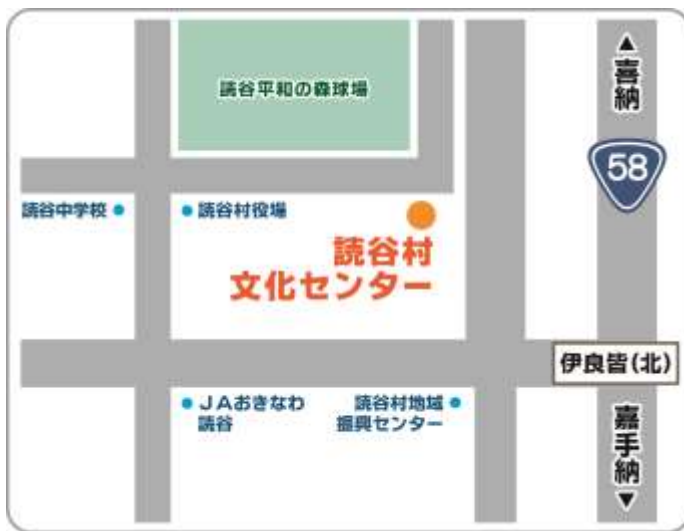 読谷平和の森球場
▲喜納
58
読谷中学校
読谷村役場
読谷村
文化センター
伊良皆(北)
JAおきなわ
読谷
読谷村地域
振興センター
嘉手納▼